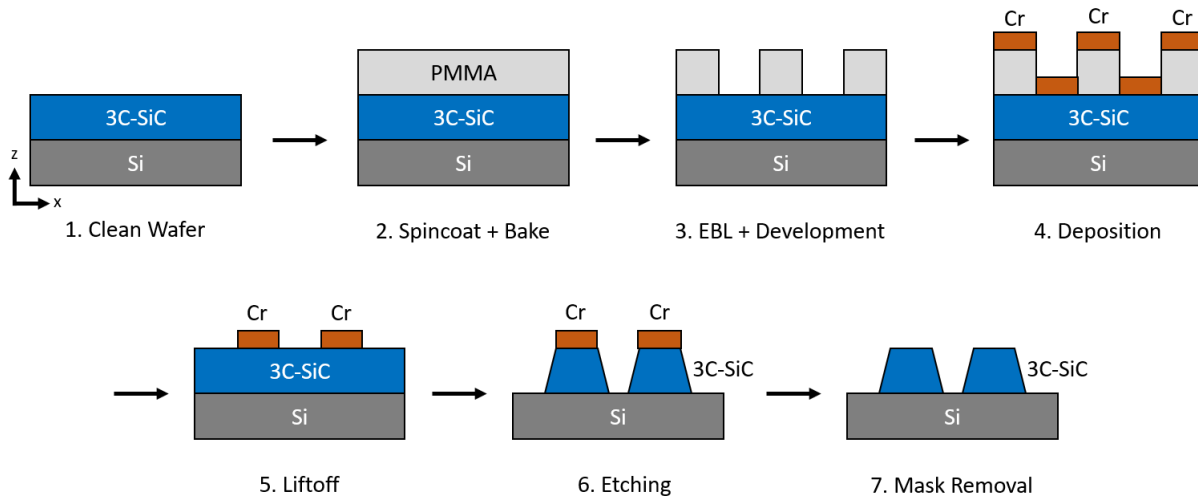 Cr Cr Cr
PMMA
3C-SiC 3C-SiC 3C-SiC 3C-SiC
Si Si Si Si
z
x
1. Clean Wafer 2. Spincoat + Bake 3. EBL + Development 4. Deposition
Cr Cr Cr Cr
3C-SiC 3C-SiC 3C-SiC
Si Si Si
5. Liftoff 6. Etching 7. Mask Removal